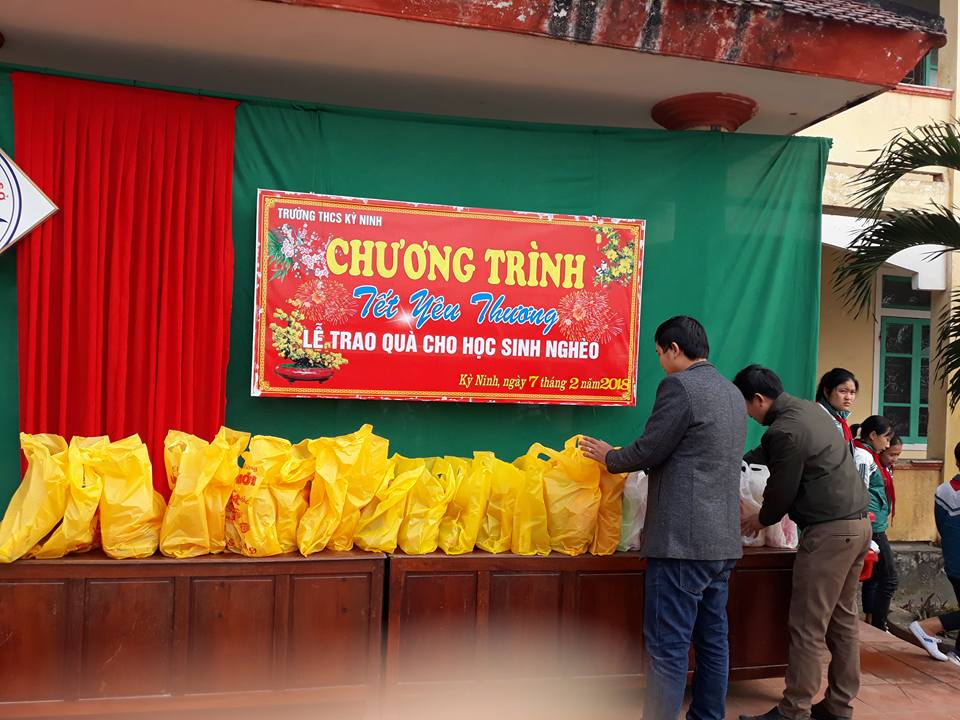 TRƯỜNG THCS KỲ NINH
CHƯƠNG TRÌNH
Tết Yêu Thương
LỄ TRAO QUÀ CHO HỌC SINH NGHÈO
Kỳ Ninh, ngày 7 tháng 2 năm 2018